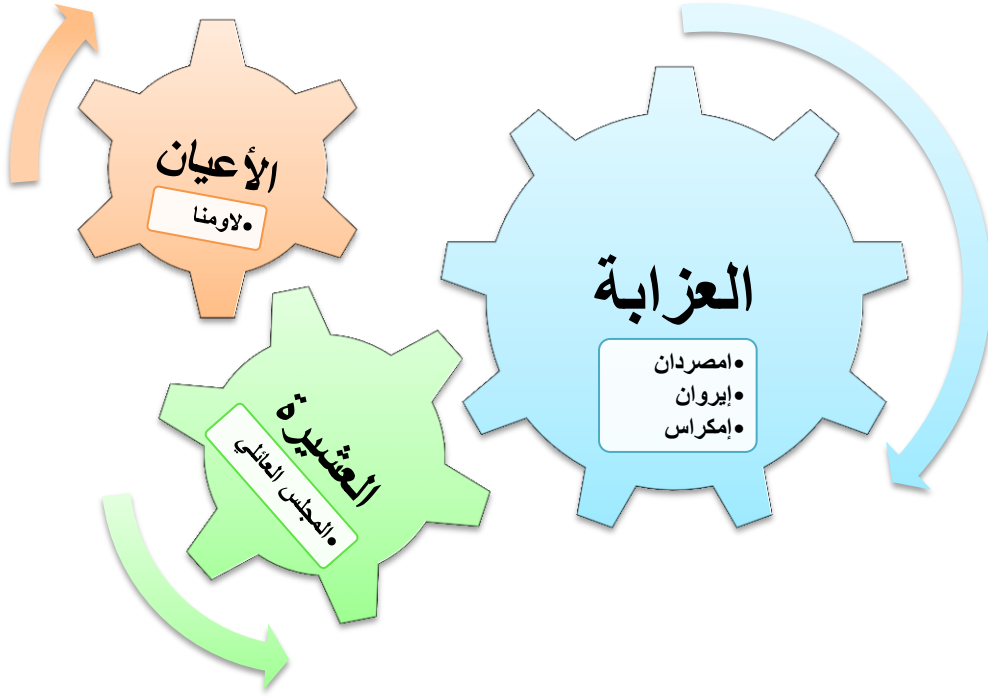 العزابة
•امصردان
•إيروان
•إمكراس
الأعيان
•لاومنا
العشيرة
•المجلس العائلي